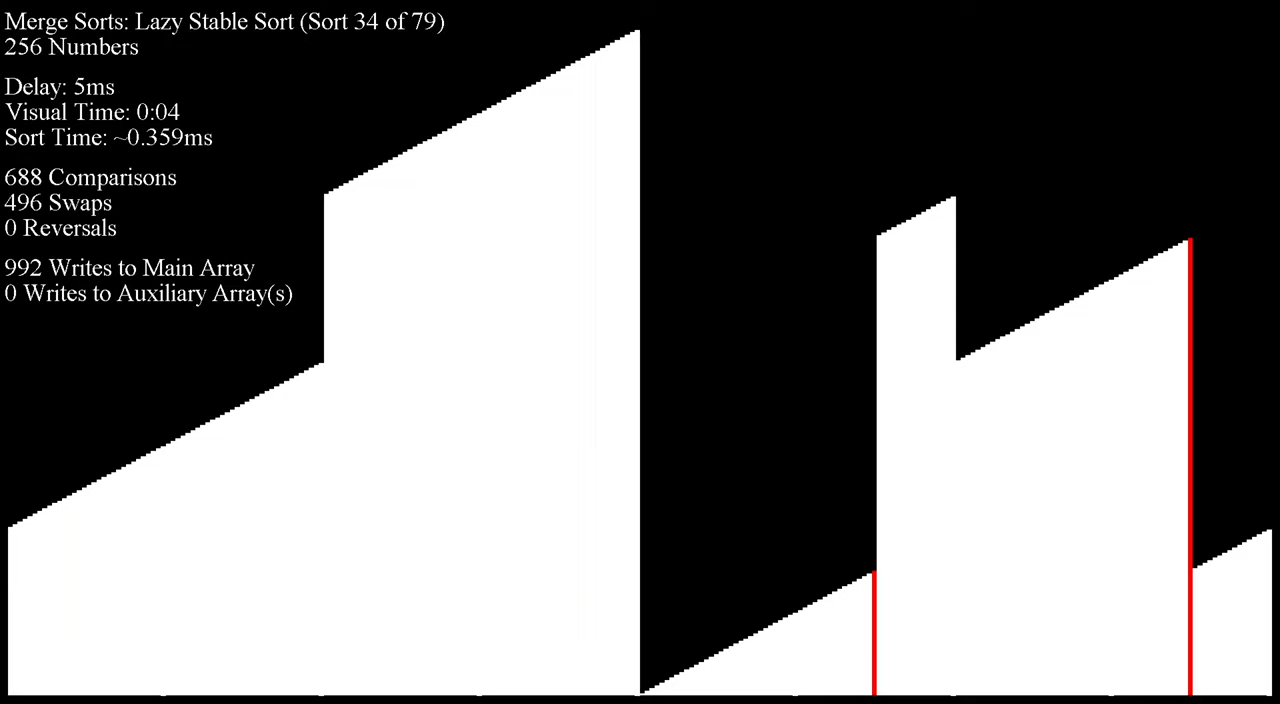 Merge Sorts: Lazy Stable Sort (Sort 34 of 79)
256 Numbers
Delay: 5ms
Visual Time: 0:04
Sort Time: ~0.359ms
688 Comparisons
496 Swaps
0 Reversals
992 Writes to Main Array
0 Writes to Auxiliary Array(s)